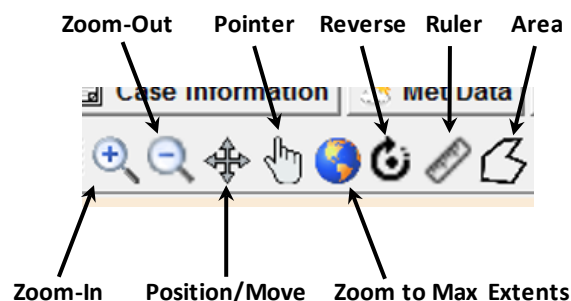 Zoom-Out Pointer Reverse Ruler Area
Case Information Met Data
Zoom-In Position/Move Zoom to Max Extents